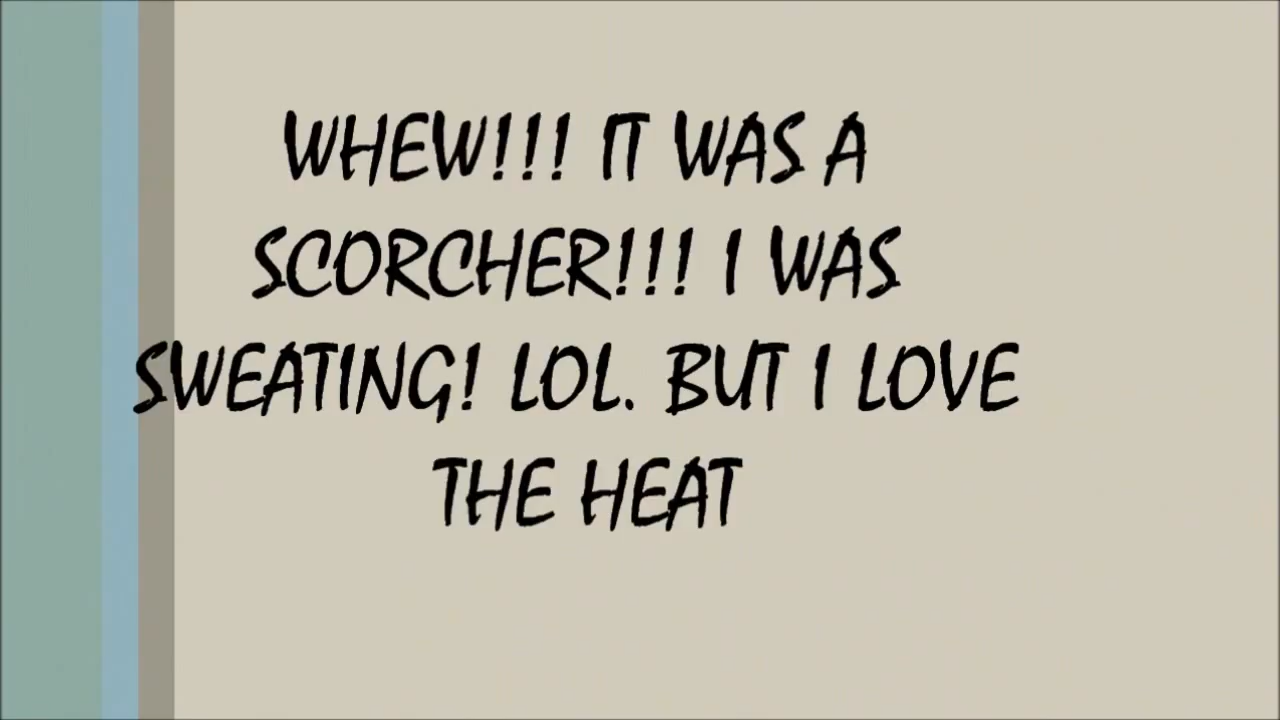 WHEW!!! IT WAS A
SCORCHER!!! I WAS
SWEATING! LOL. BUT I LOVE
THE HEAT